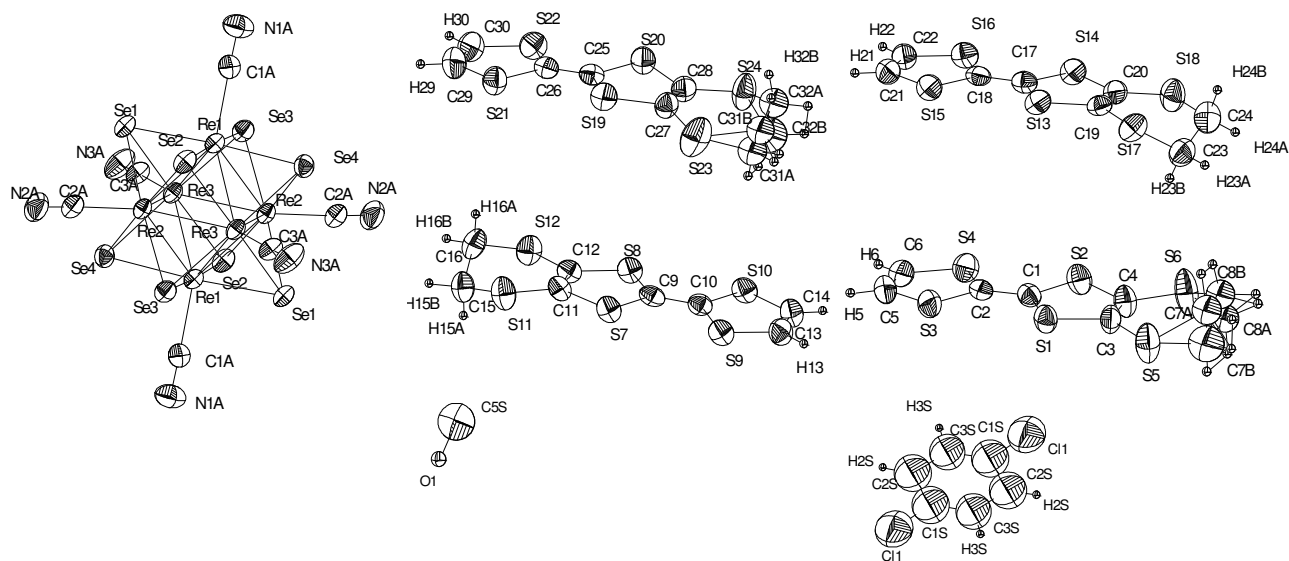 N1A
C1A
Se1
Se2
Re1
Se3
N3A
C3A
Se4
N2A
C2A
Re3
Re2
C2A
N2A
Re2
Re3
C3A
N3A
Se4
Se3
Re1
Se2
Se1
C1A
N1A
H30
C30
S22
C25
S20
H29
C29
S21
C26
S19
C28
S24
H32B
C32A
C31B
C32B
C27
S23
C31A
H22
C22
S16
C17
S14
H21
C21
S15
C18
S13
C20
S18
H24B
C24
C19
S17
H24A
C23
H23A
H23B
H16A
H16B
S12
C16
C12
S8
C9
C10
S10
C14
H15B
C15
H15A
S11
C11
S7
S9
C13
H13
H6
C6
S4
C1
S2
C4
S6
C8B
H5
C5
S3
C2
S1
C3
C7A
C8A
S5
C7B
C5S
O1
H3S
C3S
C1S
Cl1
H2S
C2S
C2S
H2S
C1S
C3S
Cl1
H3S